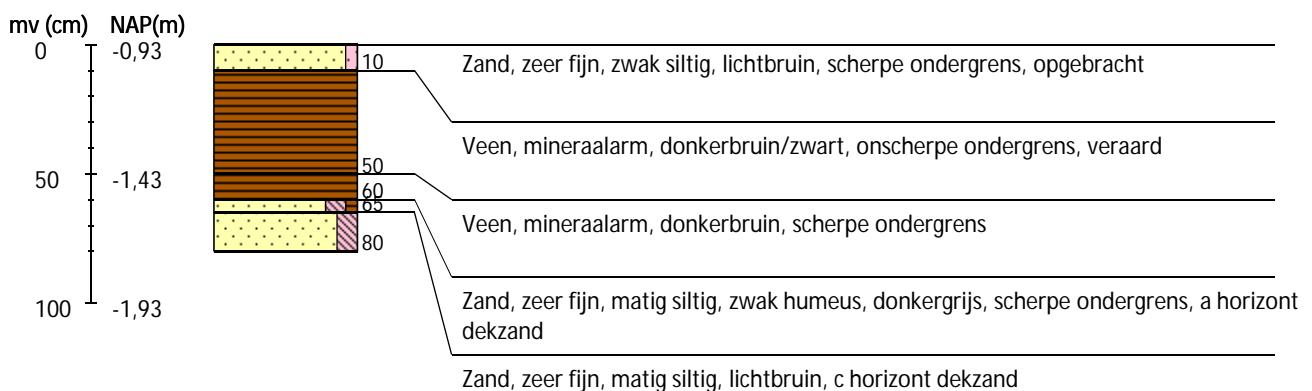 mv (cm) NAP(m)
0 -0,93
10
Zand, zeer fijn, zwak siltig, lichtbruin, scherpe ondergrens, opgebracht
Veen, mineraalarm, donkerbruin/zwart, onscherpe ondergrens, veraard
50
50 -1,43
60
65
Veen, mineraalarm, donkerbruin, scherpe ondergrens
80
100 -1,93
Zand, zeer fijn, matig siltig, zwak humeus, donkergrijs, scherpe ondergrens, a horizont
dekzand
Zand, zeer fijn, matig siltig, lichtbruin, c horizont dekzand